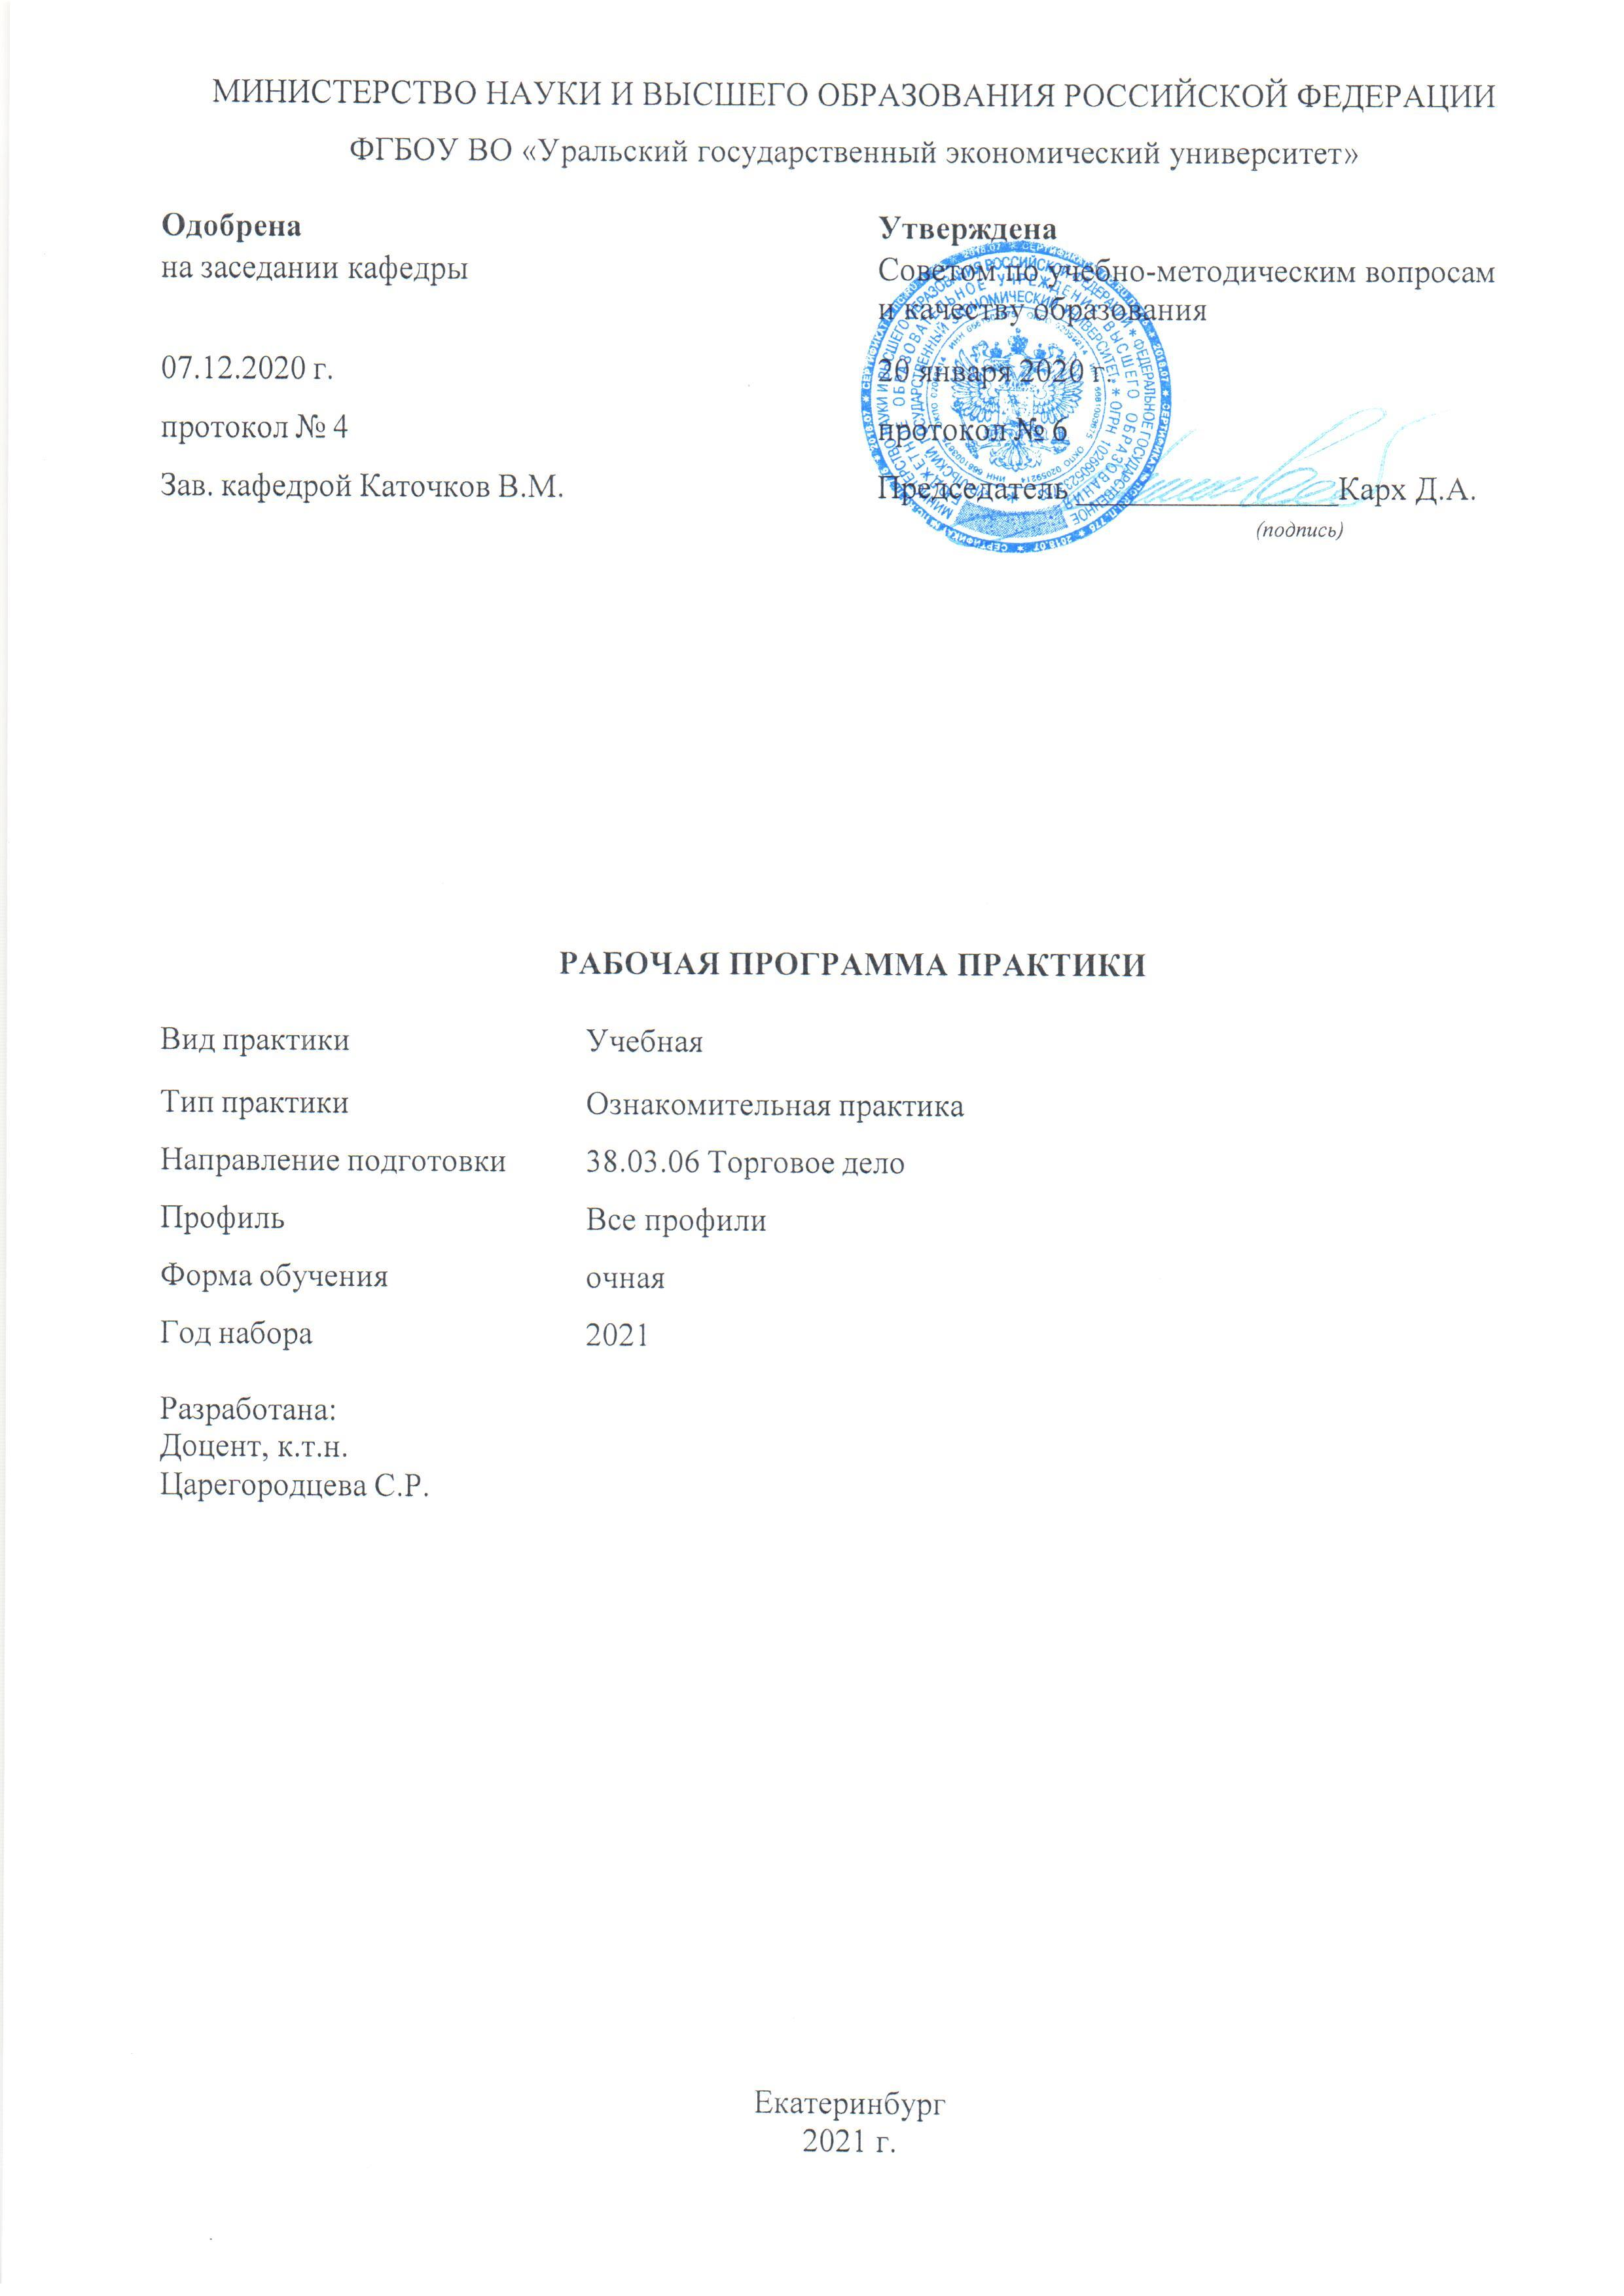 МИНИСТЕРСТВО НАУКИ И ВЫСШЕГО ОБРАЗОВАНИЯ РОССИЙСКОЙ ФЕДЕРАЦИИ
ФГБОУ ВО «Уральский государственный экономический университет»
Одобрена
на заседании кафедры
07.12.2020 г.
протокол № 4
Зав. кафедрой Каточков В.М.
Утверждена
Советом по учебно-методическим вопросам
и качеству образования
20 января 2020 г.
протокол № 6
Председатель Карх Д.А.
(подпись)
РАБОЧАЯ ПРОГРАММА ПРАКТИКИ
Вид практики Учебная
Тип практики Ознакомительная практика
Направление подготовки 38.03.06 Торговое дело
Профиль Все профили
Форма обучения очная
Год набора 2021
Разработана:
Доцент, к.т.н.
Царегородцева С.Р.
Екатеринбург
2021 г.